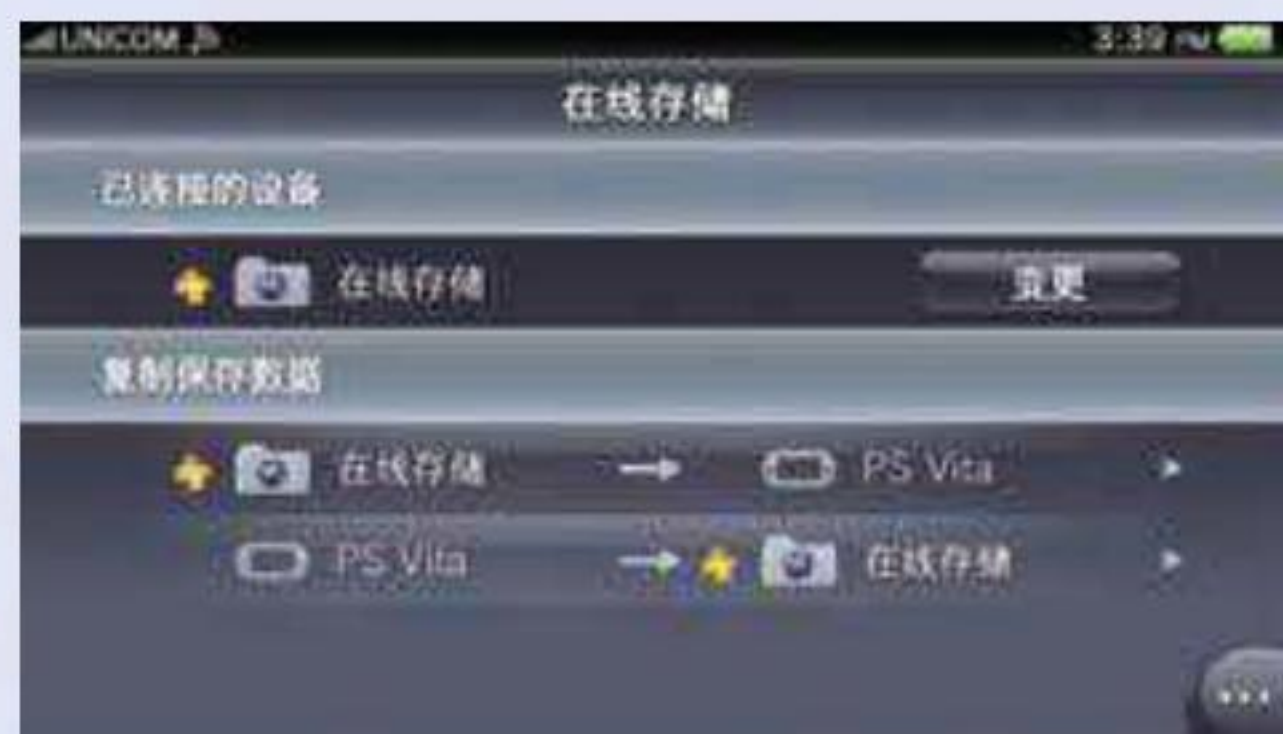 UNICOM 3:39 PM
在线存储
已连接的设备
在线存储 变更
复制保存数据
在线存储 → PS Vita
PS Vita → 在线存储